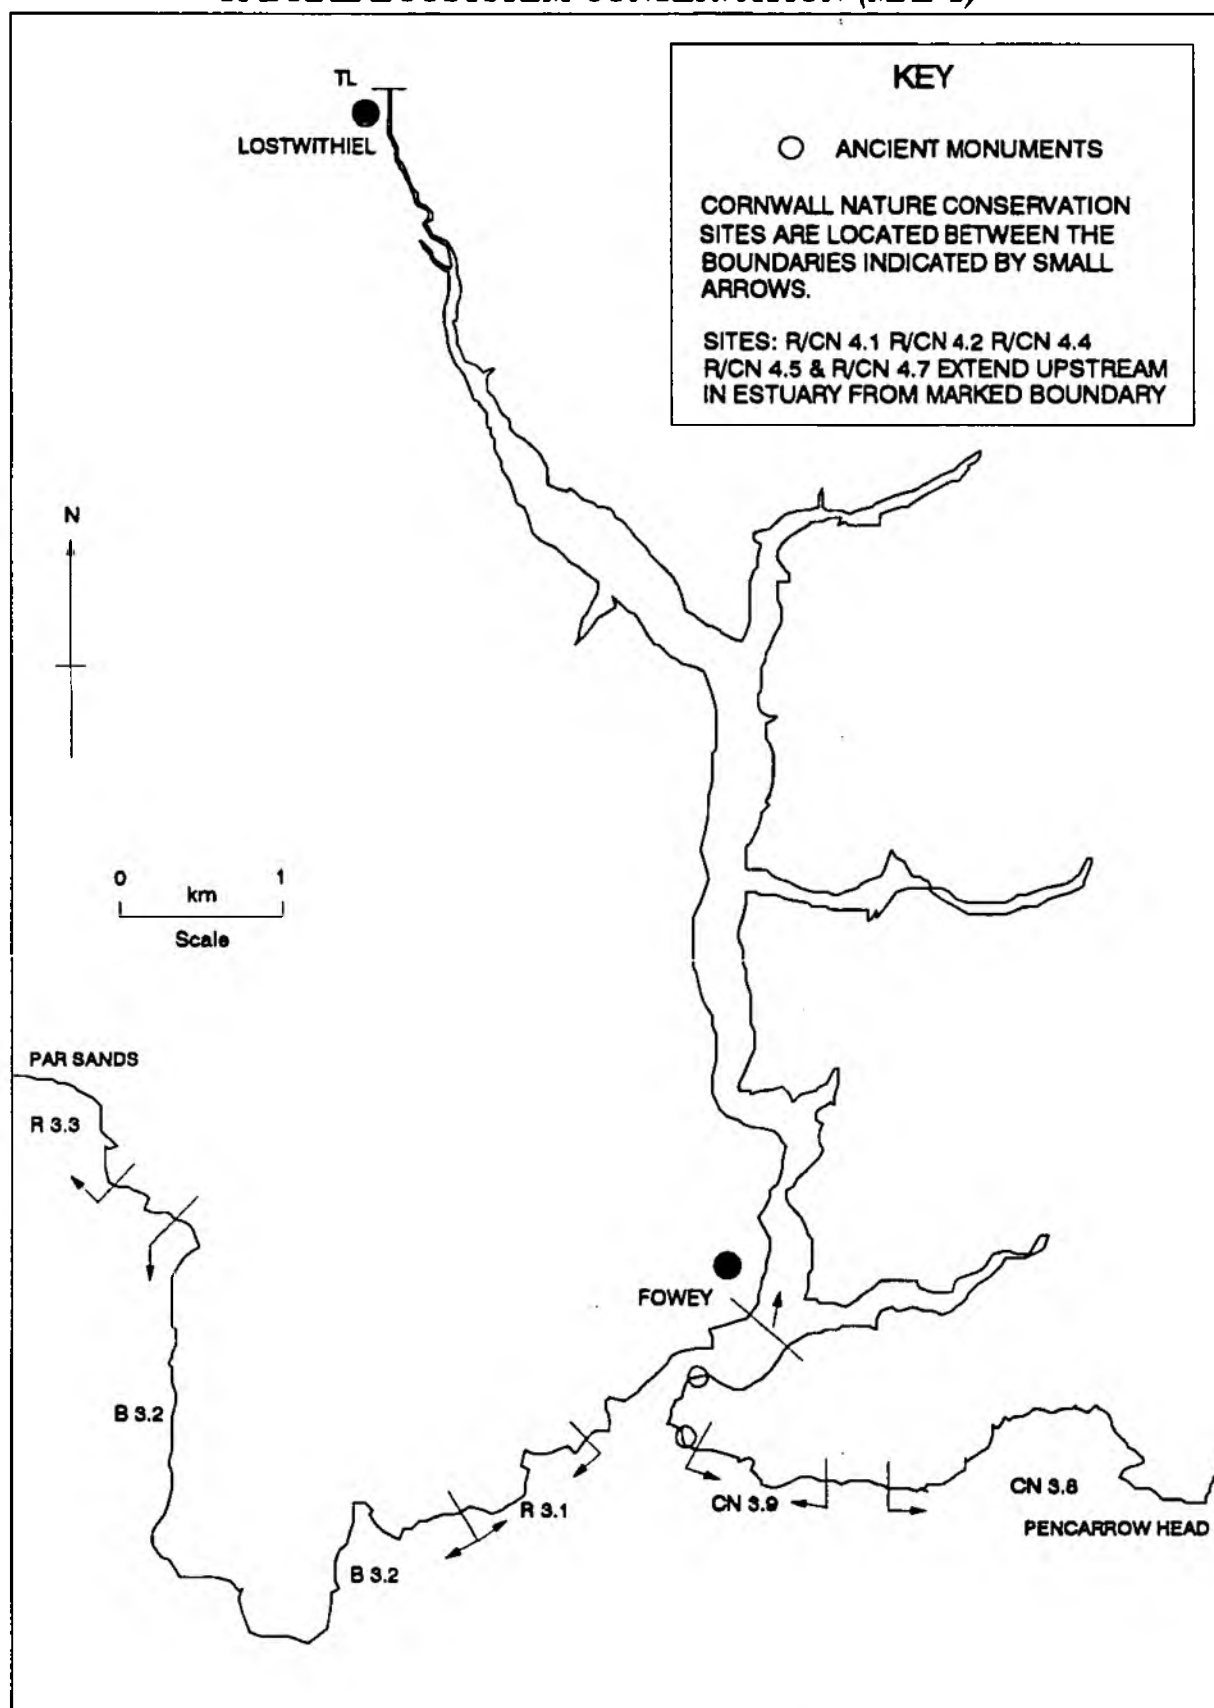 KEY
ANCIENT MONUMENTS
CORNWALL NATURE CONSERVATION
SITES ARE LOCATED BETWEEN THE
BOUNDARIES INDICATED BY SMALL
ARROWS.
SITES: R/CN 4.1 R/CN 4.2 R/CN 4.4
R/CN 4.5 & R/CN 4.7 EXTEND UPSTREAM
IN ESTUARY FROM MARKED BOUNDARY
TL
LOSTWITHIEL
N
0 1
km
Scale
PAR SANDS
R 3.3
FOWEY
B 3.2
R 3.1
CN 3.9
CN 3.8
PENCARROW HEAD
B 3.2